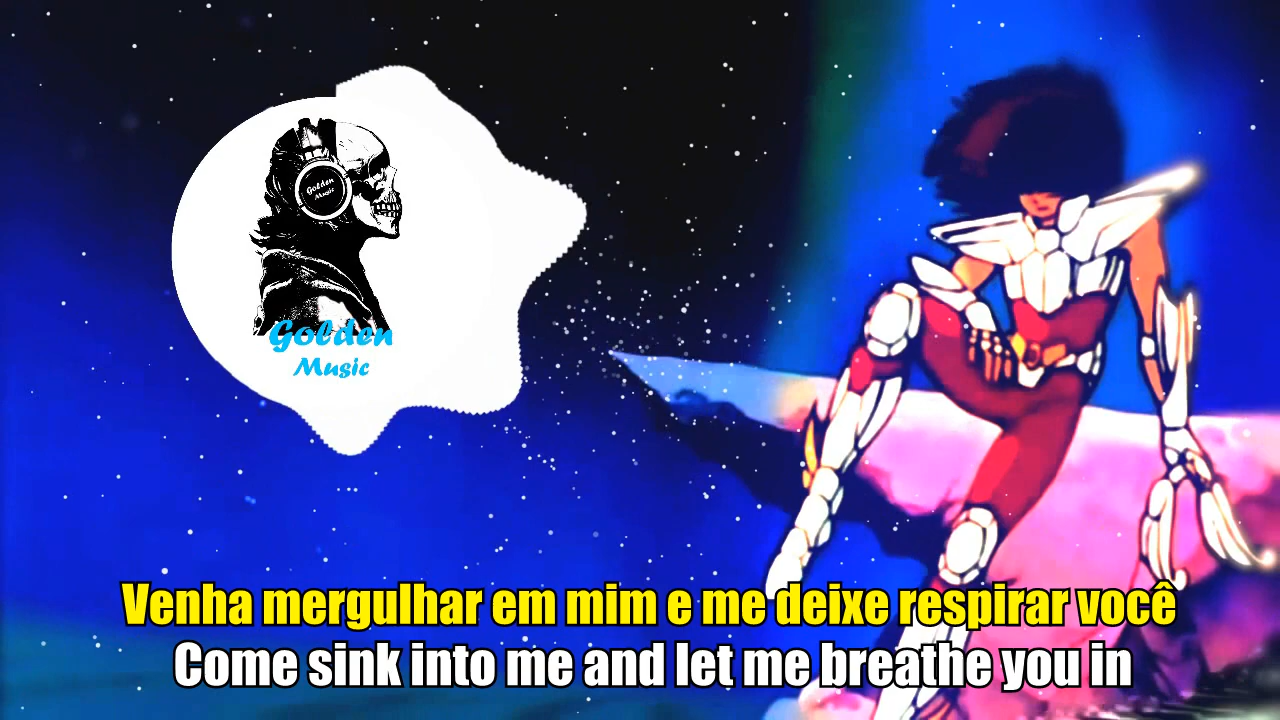 Golden
Music
Golden
Music
Venha mergulhar em mim e me deixe respirar você
Come sink into me and let me breathe you in